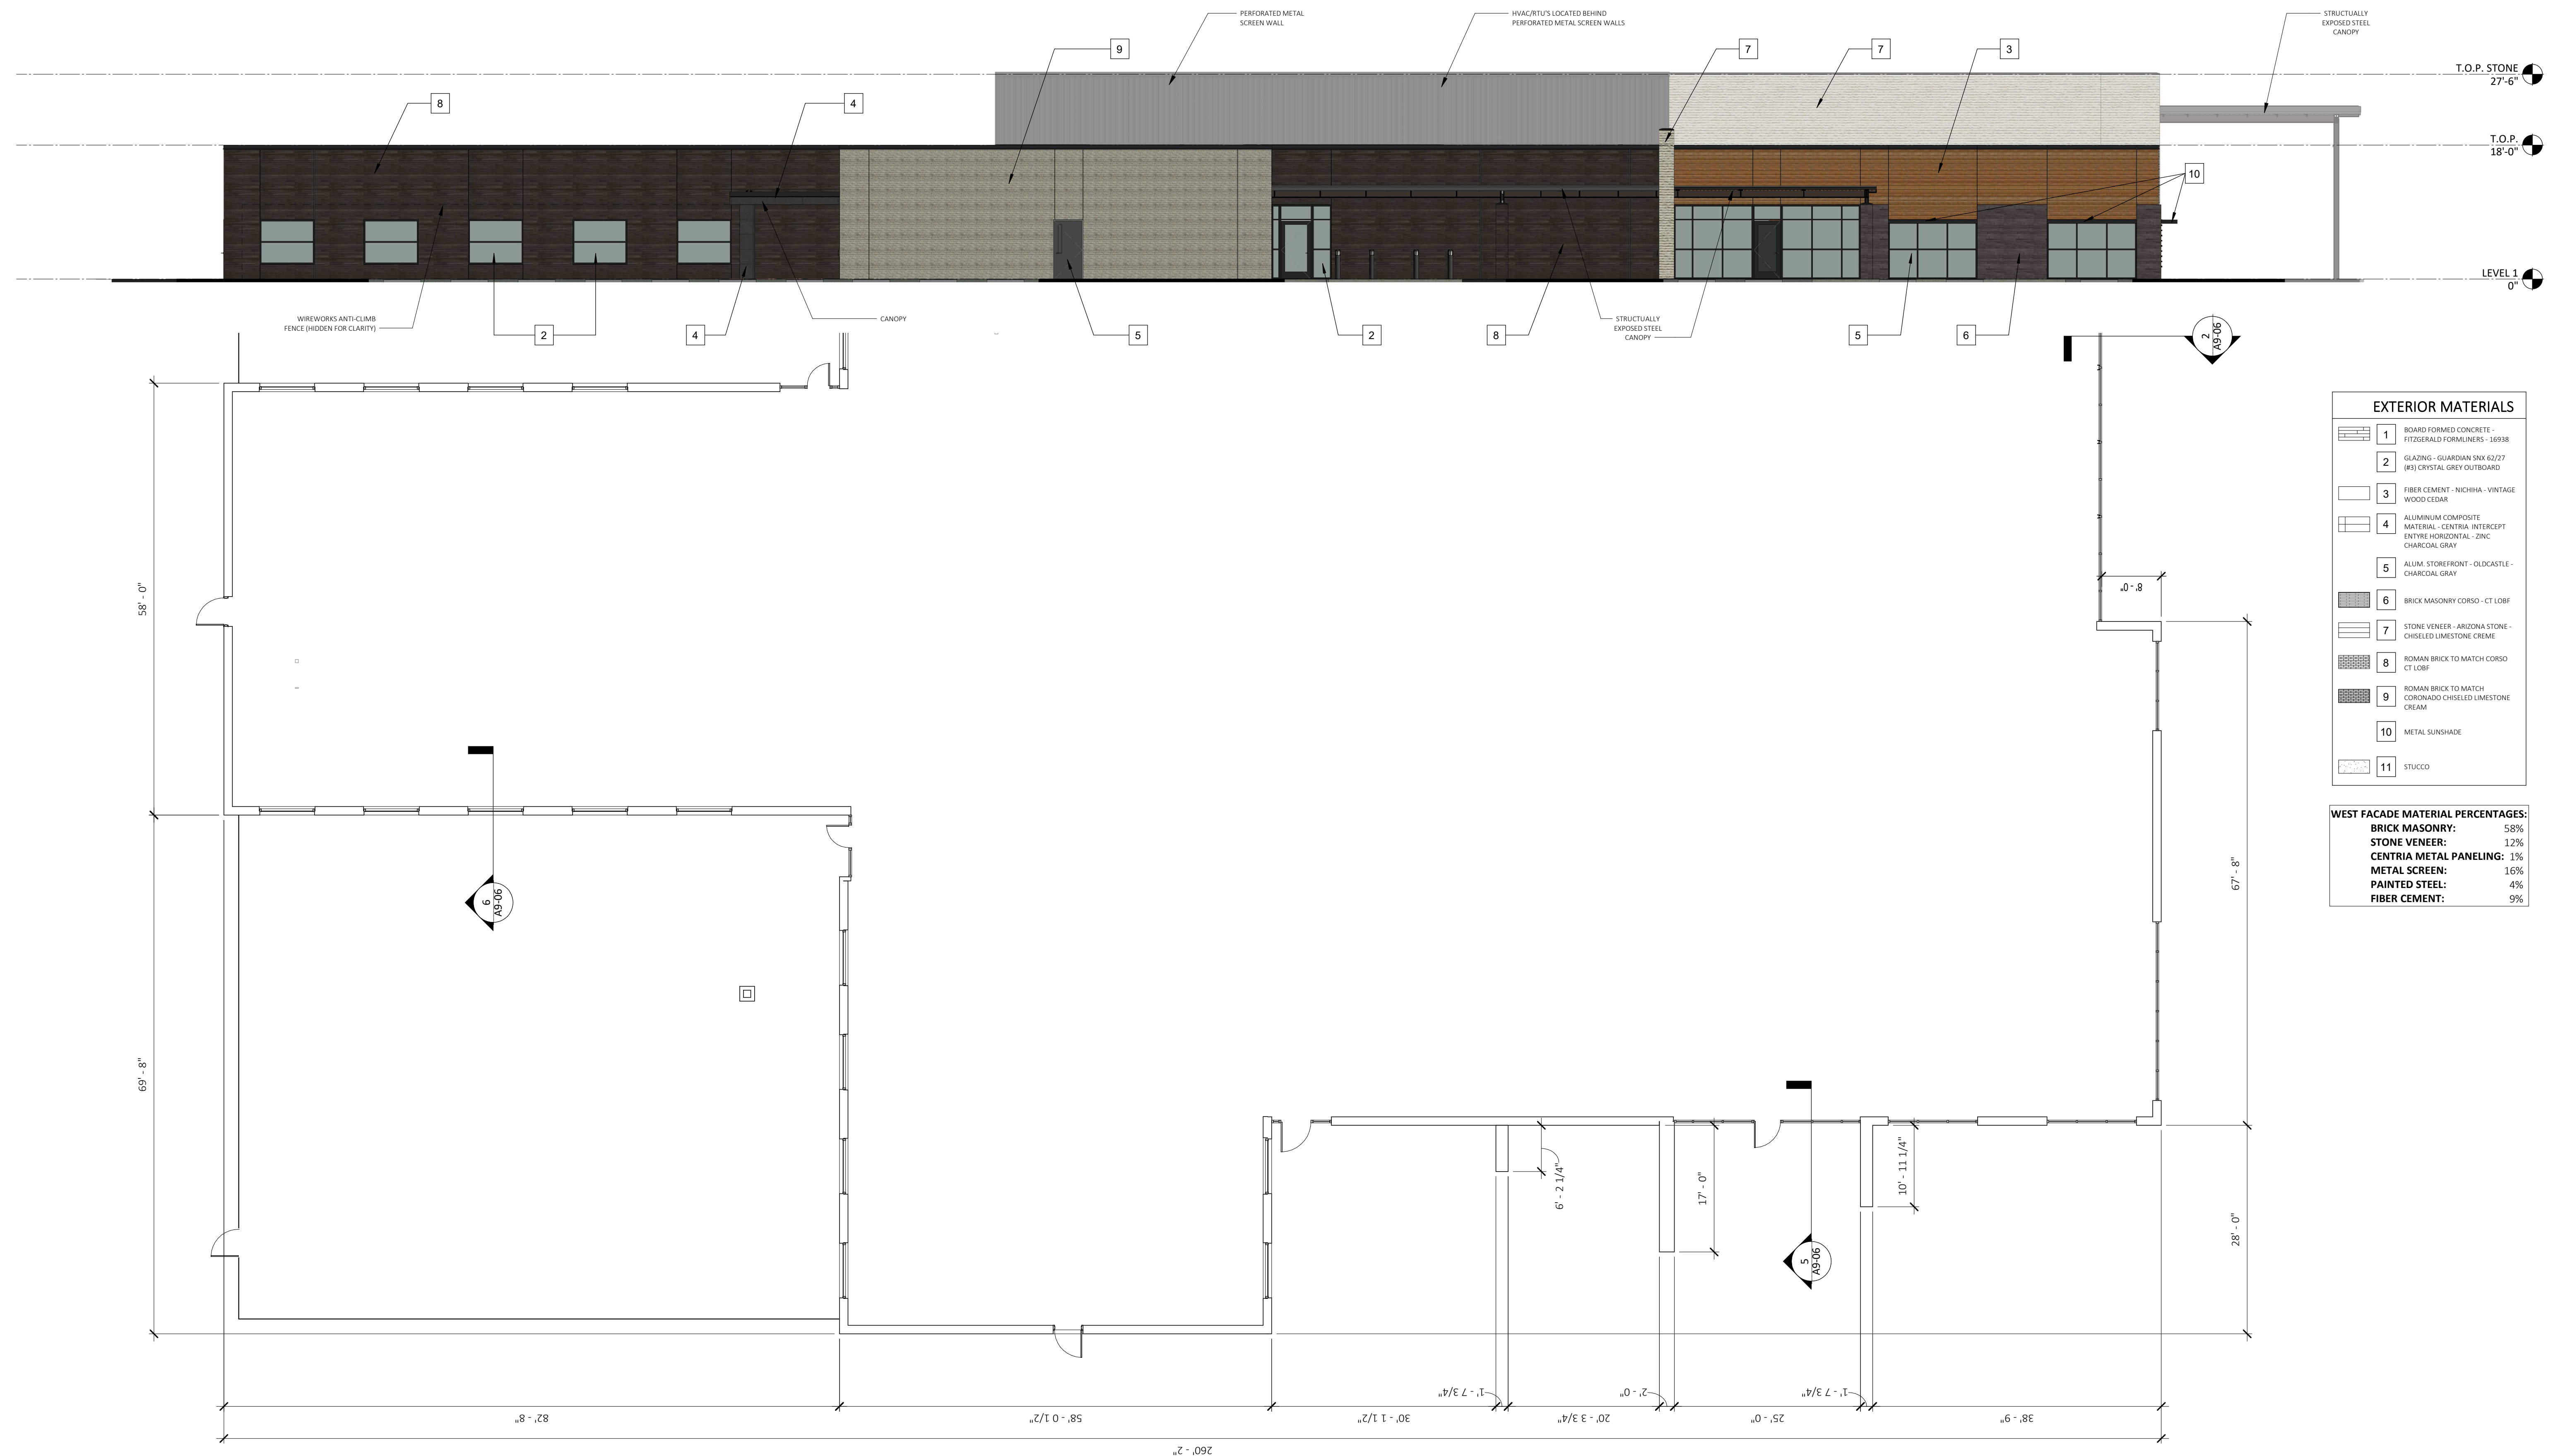 PERFORATED METAL
SCREEN WALL
HVAC/RTU'S LOCATED BEHIND
PERFORATED METAL SCREEN WALLS
STRUCTUALLY
EXPOSED STEEL
CANOPY
9
7
7
3
T.O.P. STONE
27'-6"
8
4
T.O.P.
18'-0"
10
LEVEL 1
0"
WIREWORKS ANTI-CLIMB
FENCE (HIDDEN FOR CLARITY)
2
4
CANOPY
5
2
8
STRUCTUALLY
EXPOSED STEEL
CANOPY
5
6
2
A9-06
EXTERIOR MATERIALS
1
BOARD FORMED CONCRETE -
FITZGERALD FORMLINERS - 16938
2
GLAZING - GUARDIAN SNX 62/27
(#3) CRYSTAL GREY OUTBOARD
3
FIBER CEMENT - NICHIHA - VINTAGE
WOOD CEDAR
4
ALUMINUM COMPOSITE
MATERIAL - CENTRIA INTERCEPT
ENTYRE HORIZONTAL - ZINC
CHARCOAL GRAY
5
ALUM. STOREFRONT - OLDCASTLE -
CHARCOAL GRAY
6
BRICK MASONRY CORSO - CT LOBF
7
STONE VENEER - ARIZONA STONE -
CHISELED LIMESTONE CREME
8
ROMAN BRICK TO MATCH CORSO
CT LOBF
9
ROMAN BRICK TO MATCH
CORONADO CHISELED LIMESTONE
CREAM
10
METAL SUNSHADE
11
STUCCO
WEST FACADE MATERIAL PERCENTAGES:
BRICK MASONRY: 58%
STONE VENEER: 12%
CENTRIA METAL PANELING: 1%
METAL SCREEN: 16%
PAINTED STEEL: 4%
FIBER CEMENT: 9%
58' - 0"
8' - 0"
6
A9-06
67' - 8"
69' - 8"
6' - 2 1/4"
17' - 0"
10' - 11 1/4"
28' - 0"
5
A9-06
1' - 7 3/4"
2' - 0"
1' - 7 3/4"
82' - 8"
58' - 0 1/2"
30' - 1 1/2"
20' - 3 3/4"
25' - 0"
38' - 9"
260' - 2"